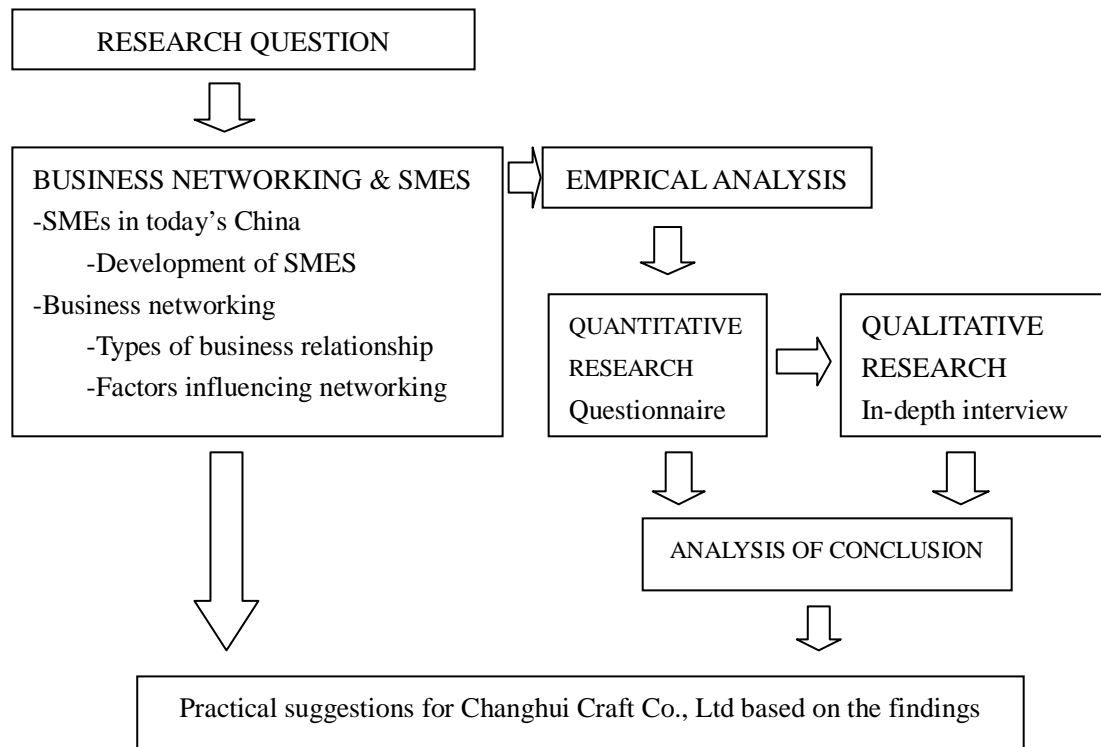 RESEARCH QUESTION
BUSINESS NETWORKING & SMES
-SMEs in today’s China
-Development of SMES
-Business networking
-Types of business relationship
-Factors influencing networking
EMPRICAL ANALYSIS
QUANTITATIVE
RESEARCH
Questionnaire
QUALITATIVE
RESEARCH
In-depth interview
ANALYSIS OF CONCLUSION
Practical suggestions for Changhui Craft Co., Ltd based on the findings